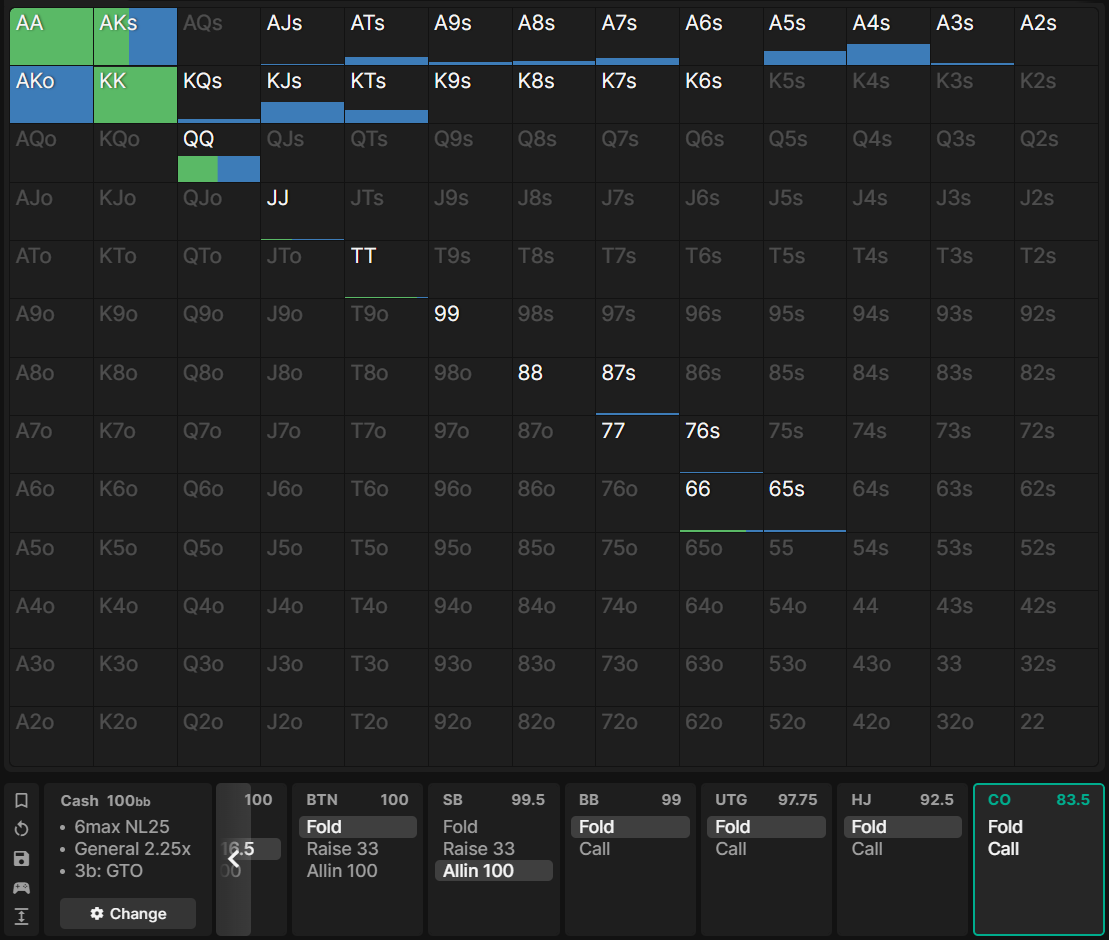 AA AKs AQs AJs ATs A9s A8s A7s A6s A5s A4s A3s A2s
AKo KK KQs KJs KTs K9s K8s K7s K6s K5s K4s K3s K2s
AQo KQo QQ QJs QTs Q9s Q8s Q7s Q6s Q5s Q4s Q3s Q2s
AJo KJo QJo JJ JTs J9s J8s J7s J6s J5s J4s J3s J2s
ATo KTo QTo JTo TT T9s T8s T7s T6s T5s T4s T3s T2s
A9o K9o Q9o J9o T9o 99 98s 97s 96s 95s 94s 93s 92s
A8o K8o Q8o J8o T8o 98o 88 87s 86s 85s 84s 83s 82s
A7o K7o Q7o J7o T7o 97o 87o 77 76s 75s 74s 73s 72s
A6o K6o Q6o J6o T6o 96o 86o 76o 66 65s 64s 63s 62s
A5o K5o Q5o J5o T5o 95o 85o 75o 65o 55 54s 53s 52s
A4o K4o Q4o J4o T4o 94o 84o 74o 64o 54o 44 43s 42s
A3o K3o Q3o J3o T3o 93o 83o 73o 63o 53o 43o 33 32s
A2o K2o Q2o J2o T2o 92o 82o 72o 62o 52o 42o 32o 22
Cash 100bb
• 6max NL25
• General 2.25x
• 3b: GTO
Change
100
16.5
BTN 100
Fold
Raise 33
Allin 100
SB 99.5
Fold
Raise 33
Allin 100
BB 99
Fold
Call
UTG 97.75
Fold
Call
HJ 92.5
Fold
Call
CO 83.5
Fold
Call